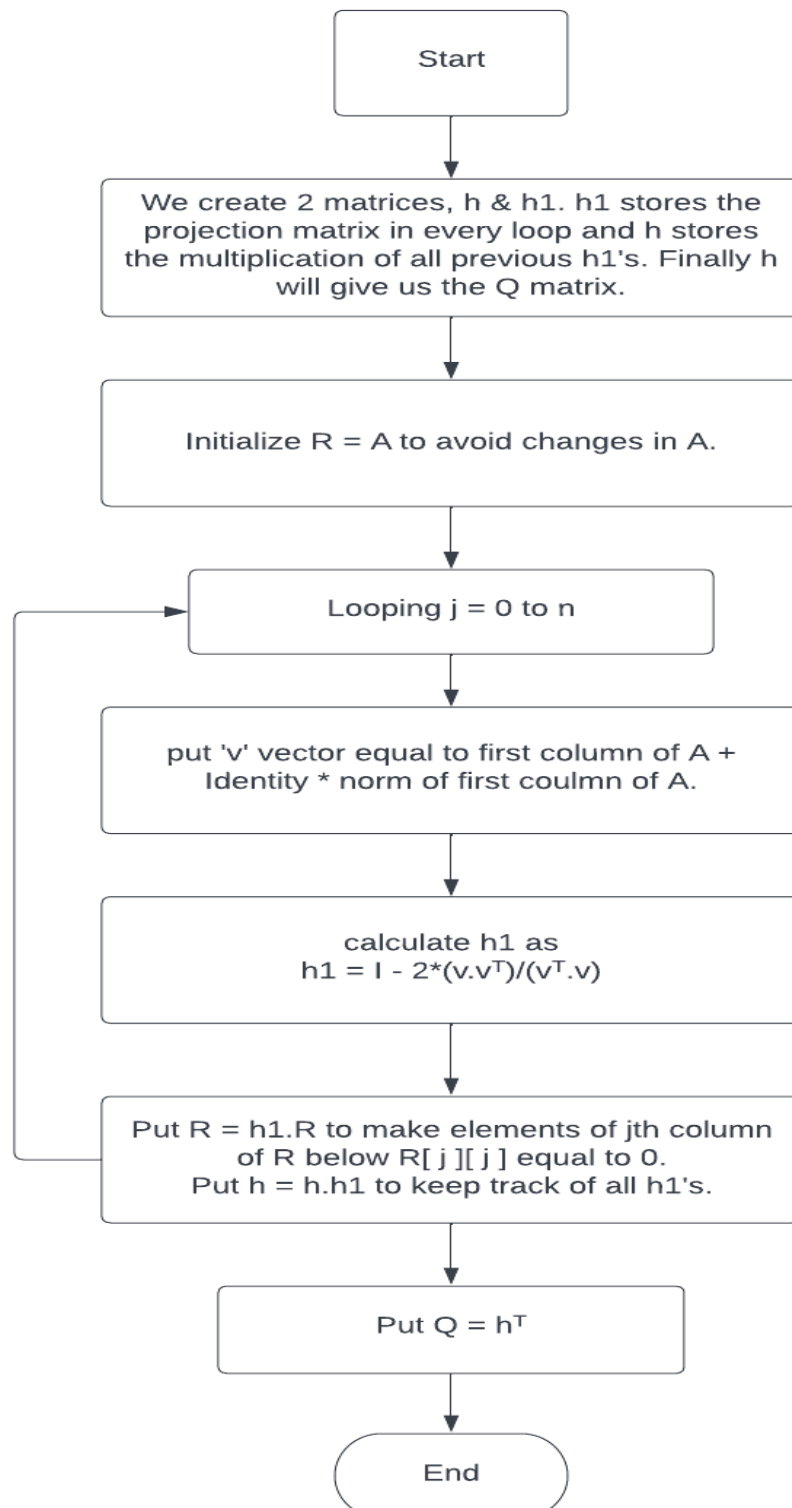 Start
We create 2 matrices, h & h1. h1 stores the
projection matrix in every loop and h stores
the multiplication of all previous h1's. Finally h
will give us the Q matrix.
Initialize R = A to avoid changes in A.
Looping j = 0 to n
put 'v' vector equal to first column of A +
Identity * norm of first coulmn of A.
calculate h1 as
h1 = I - 2*(v.vᵀ)/(vᵀ.v)
Put R = h1.R to make elements of jth column
of R below R[ j ][ j ] equal to 0.
Put h = h.h1 to keep track of all h1's.
Put Q = hᵀ
End